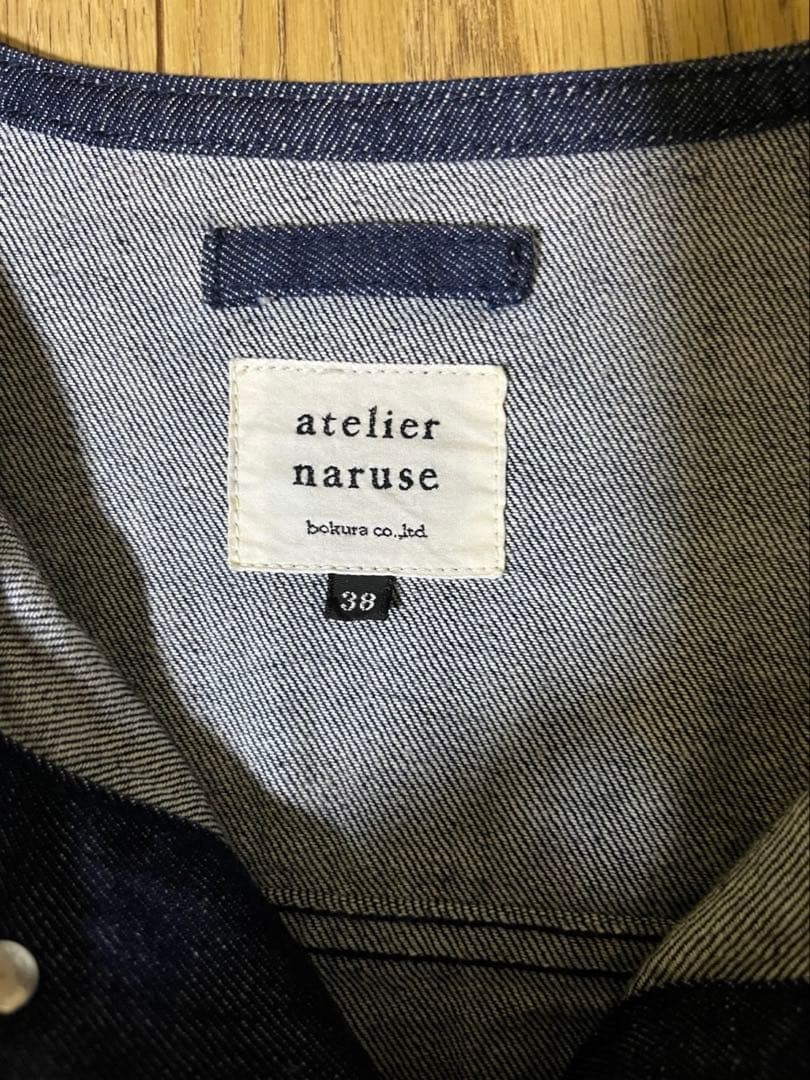 atelier
naruse
bokura co.,ltd
38